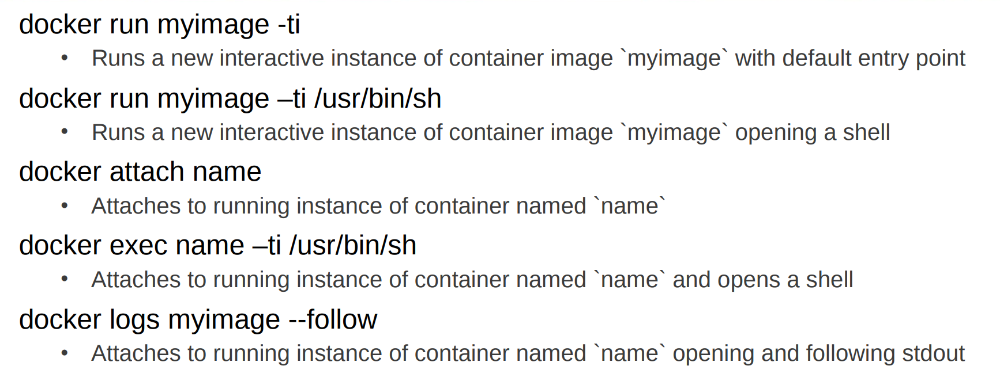 docker run myimage -ti
• Runs a new interactive instance of container image `myimage` with default entry point
docker run myimage –ti /usr/bin/sh
• Runs a new interactive instance of container image `myimage` opening a shell
docker attach name
• Attaches to running instance of container named `name`
docker exec name –ti /usr/bin/sh
• Attaches to running instance of container named `name` and opens a shell
docker logs myimage --follow
• Attaches to running instance of container named `name` opening and following stdout